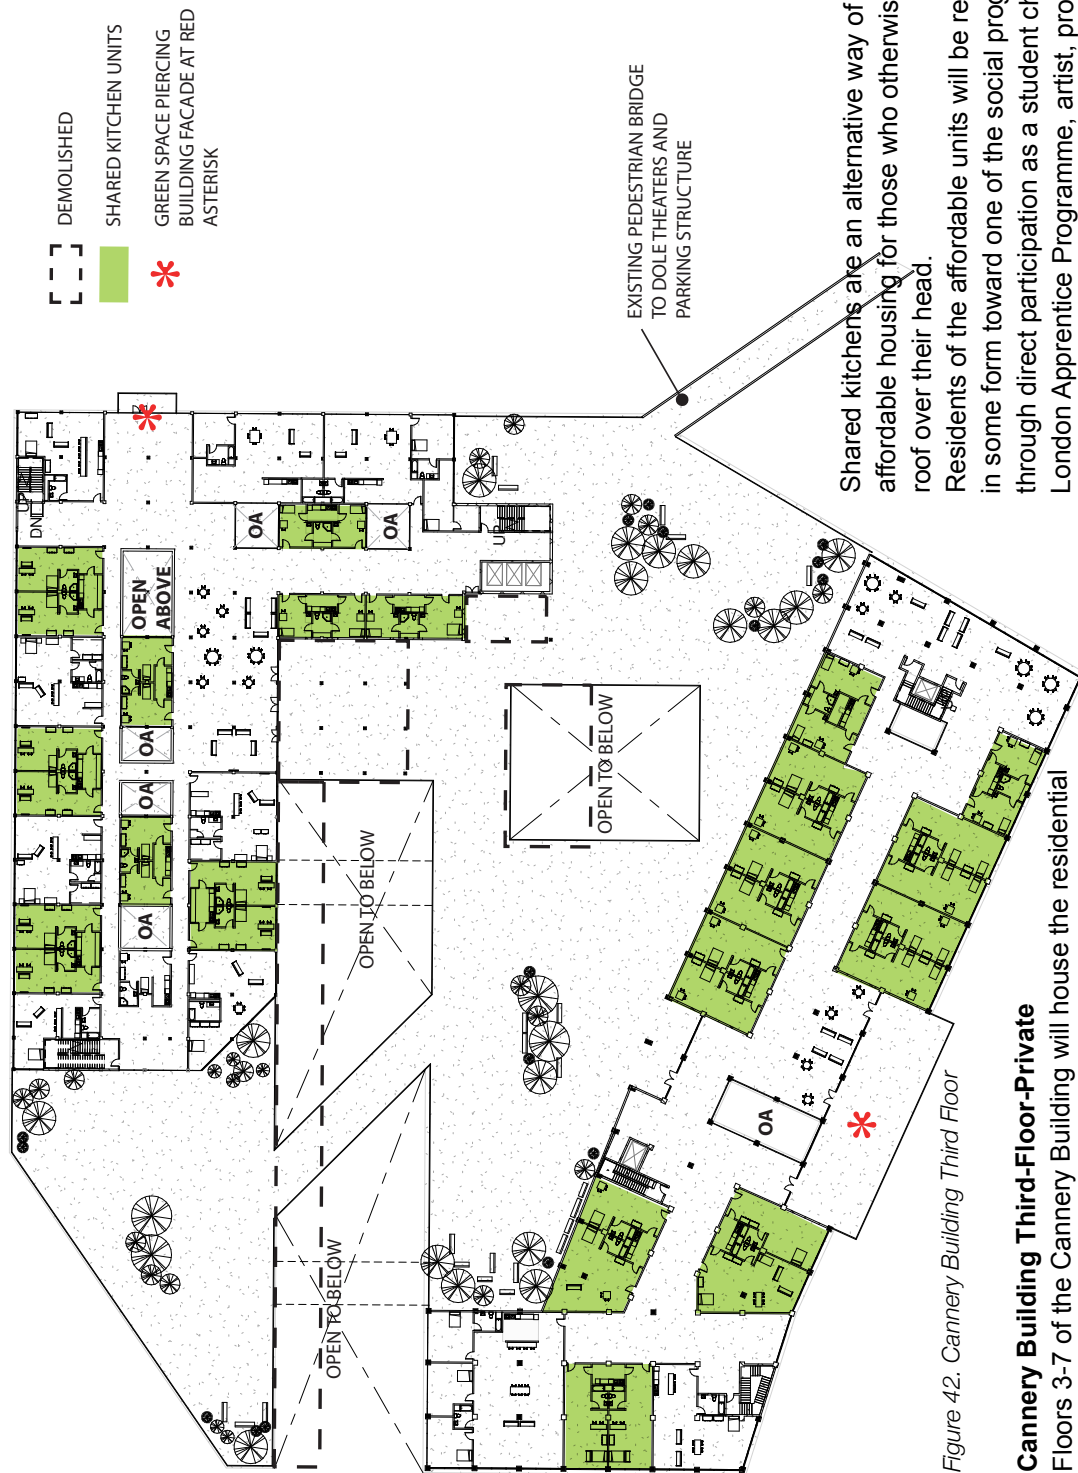 DEMOLISHED
SHARED KITCHEN UNITS
GREEN SPACE PIERCING
BUILDING FACADE AT RED
ASTERISK
EXISTING PEDESTRIAN BRIDGE
TO DOLE THEATERS AND
PARKING STRUCTURE
DN
OPEN
ABOVE
OA
OA
OA
OA
OA
U
OPEN TO BELOW
OPEN TO BELOW
OPEN TO BELOW
OA
Figure 42. Cannery Building Third Floor
Cannery Building Third-Floor-Private
Floors 3-7 of the Cannery Building will house the residential
Shared kitchens are an alternative way of
affordable housing for those who otherwis
roof over their head.
Residents of the affordable units will be re
in some form toward one of the social prog
through direct participation as a student ch
London Apprentice Programme, artist, pro